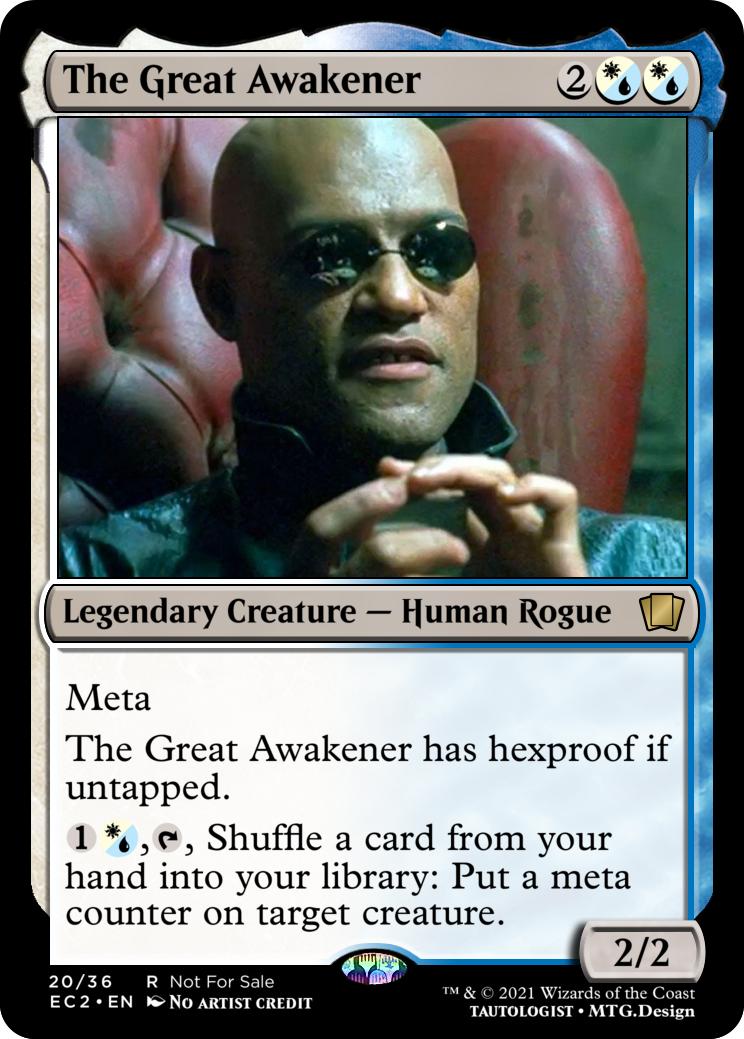 The Great Awakener 2
Legendary Creature — Human Rogue
Meta
The Great Awakener has hexproof if
untapped.
1 , , Shuffle a card from your
hand into your library: Put a meta
counter on target creature.
2/2
20/36 R Not For Sale
EC2 • EN No artist credit
™ & © 2021 Wizards of the Coast
TAUTOLOGIST • MTG.Design